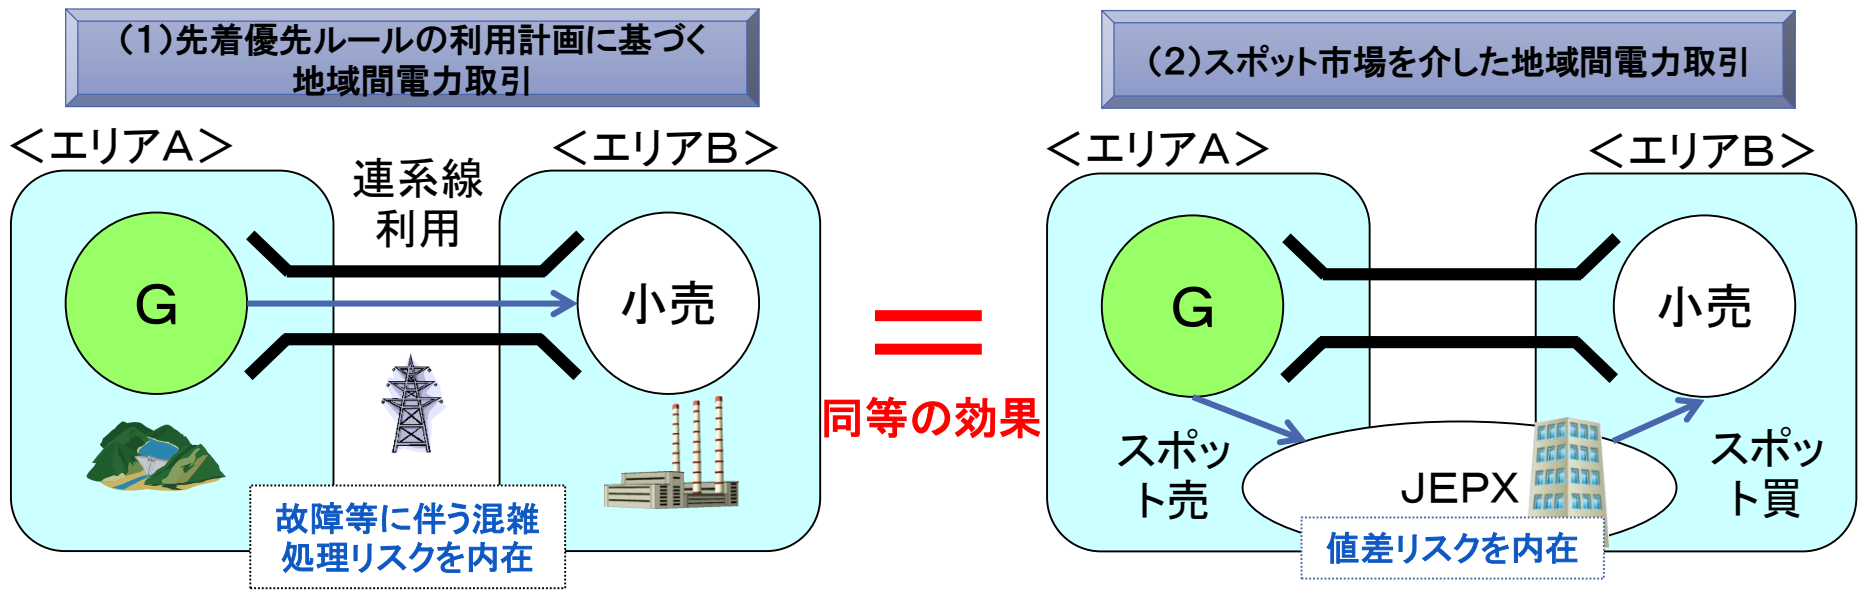 (1)先着優先ルールの利用計画に基づく
地域間電力取引
<エリアA>
<エリアB>
連系線
利用
G
小売
故障等に伴う混雑
処理リスクを内在
同等の効果
(2)スポット市場を介した地域間電力取引
<エリアA>
<エリアB>
G
小売
スポッ
ト売
JEPX
スポッ
ト買
値差リスクを内在